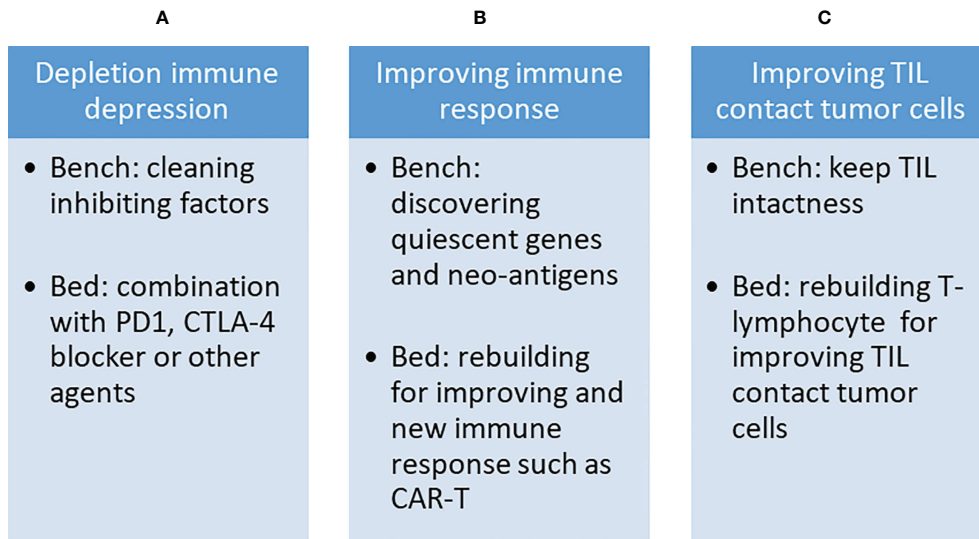 A
Depletion immune
depression
• Bench: cleaning
inhibiting factors
• Bed: combination
with PD1, CTLA-4
blocker or other
agents
B
Improving immune
response
• Bench:
discovering
quiescent genes
and neo-antigens
• Bed: rebuilding
for improving and
new immune
response such as
CAR-T
C
Improving TIL
contact tumor cells
• Bench: keep TIL
intactness
• Bed: rebuilding T-
lymphocyte for
improving TIL
contact tumor
cells